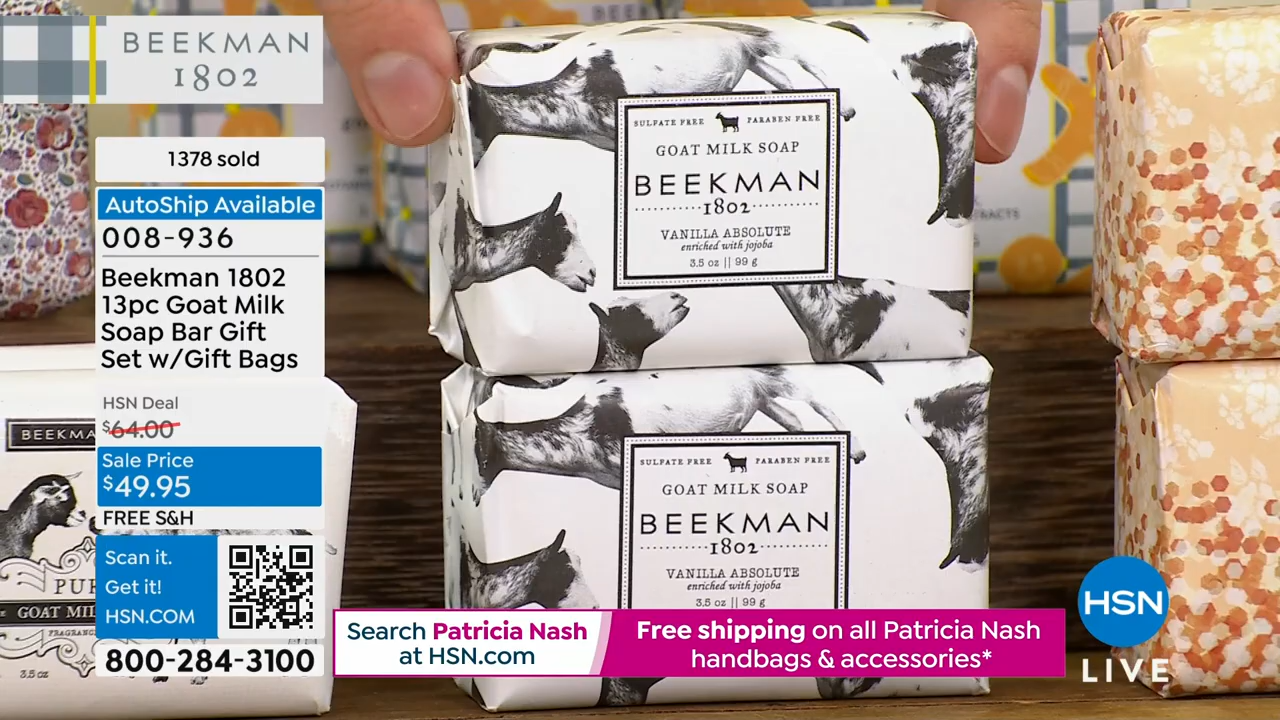 BEEKMAN
1802
1378 sold
AutoShip Available
008-936
Beekman 1802
13pc Goat Milk
Soap Bar Gift
Set w/Gift Bags
HSN Deal
$64.00
Sale Price
$49.95
FREE S&H
Scan it.
Get it!
HSN.COM
800-284-3100
SULFATE FREE PARABEN FREE
GOAT MILK SOAP
BEEKMAN
1802
VANILLA ABSOLUTE
enriched with jojoba
3.5 oz || 99 g
SULFATE FREE PARABEN FREE
GOAT MILK SOAP
BEEKMAN
1802
VANILLA ABSOLUTE
enriched with jojoba
3.5 oz || 99 g
BEEKMA
PUR
GOAT MIL
3.5 oz
Search Patricia Nash
at HSN.com
Free shipping on all Patricia Nash
handbags & accessories*
HSN
LIVE